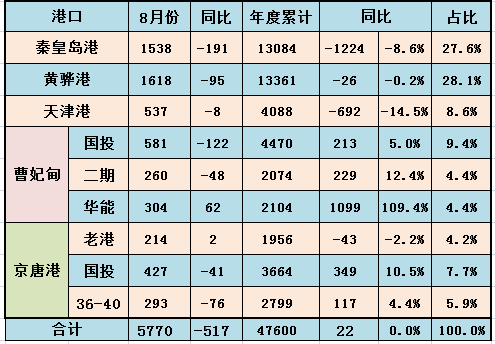 港口 8月份 同比 年度累计 同比 占比
秦皇岛港 1538 -191 13084 -1224 -8.6% 27.6%
黄骅港 1618 -95 13361 -26 -0.2% 28.1%
天津港 537 -8 4088 -692 -14.5% 8.6%
曹妃甸 国投 581 -122 4470 213 5.0% 9.4%
二期 260 -48 2074 229 12.4% 4.4%
华能 304 62 2104 1099 109.4% 4.4%
京唐港 老港 214 2 1956 -43 -2.2% 4.2%
国投 427 -41 3664 349 10.5% 7.7%
36-40 293 -76 2799 117 4.4% 5.9%
合计 5770 -517 47600 22 0.0% 100.0%